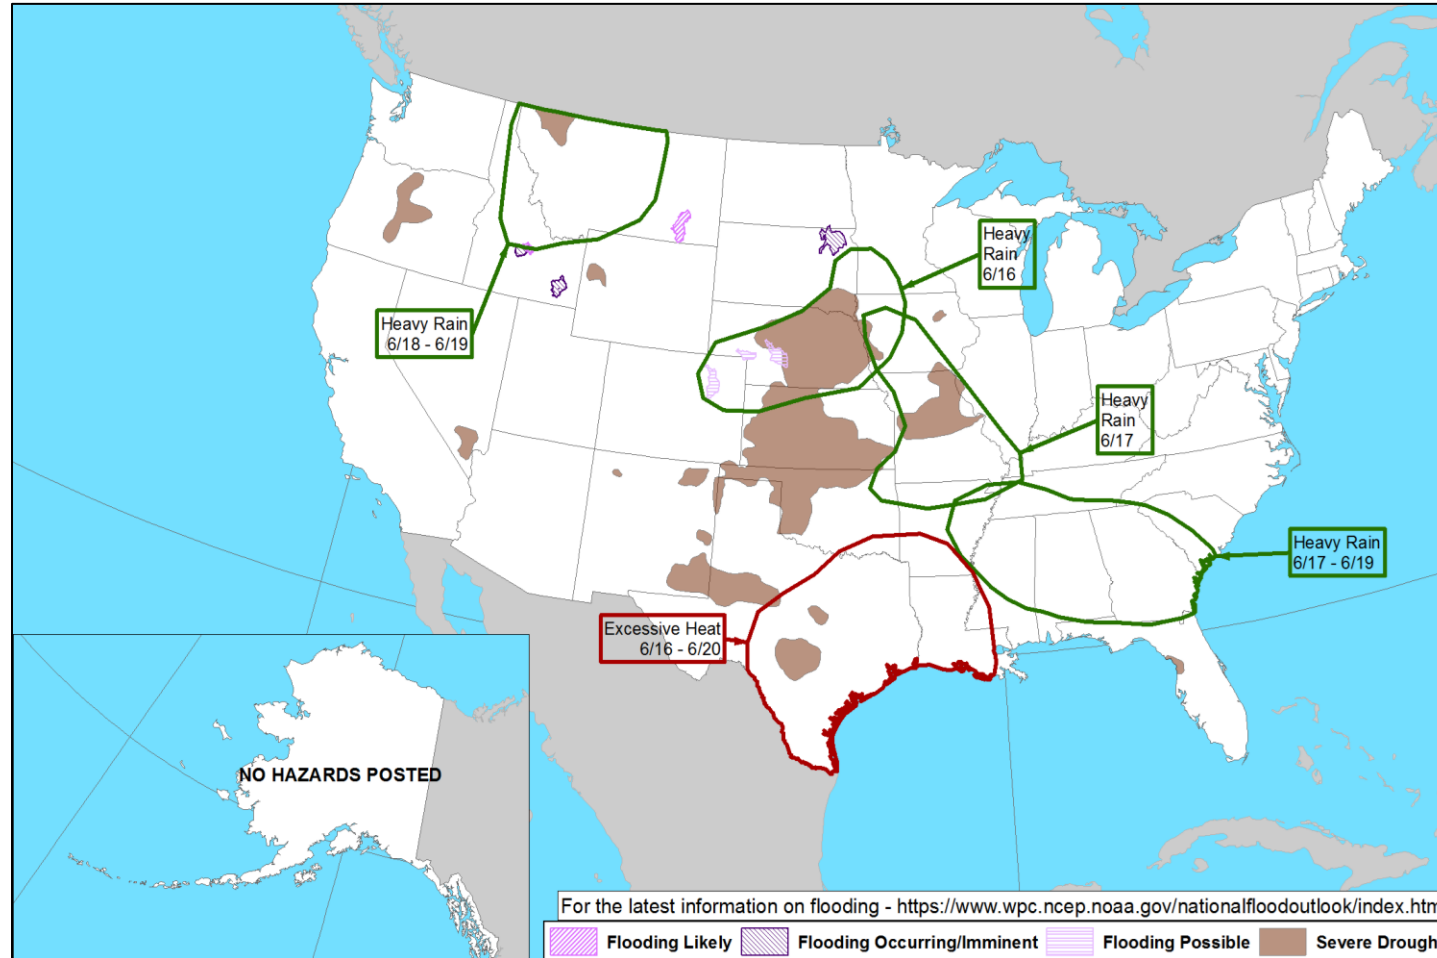 Heavy
Rain
6/16
Heavy Rain
6/18 - 6/19
Heavy
Rain
6/17
Heavy Rain
6/17 - 6/19
Excessive Heat
6/16 - 6/20
NO HAZARDS POSTED
For the latest information on flooding - https://www.wpc.ncep.noaa.gov/nationalfloodoutlook/index.htm
Flooding Likely Flooding Occurring/Imminent Flooding Possible Severe Drough